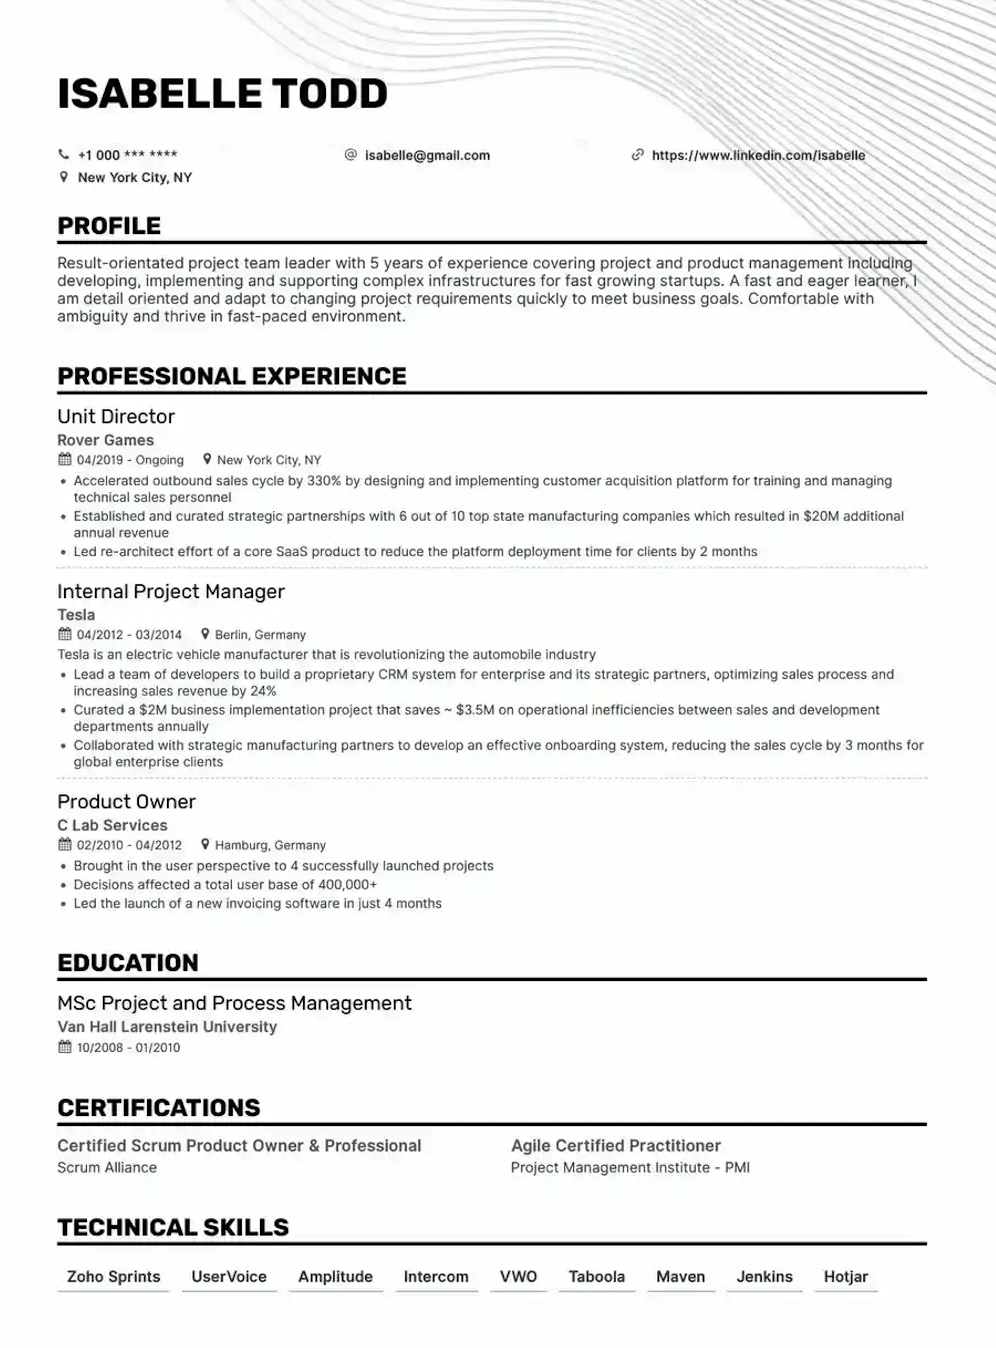 ISABELLE TODD
+1 000 *** ****
isabelle@gmail.com
https://www.linkedin.com/isabelle
New York City, NY
PROFILE
Result-orientated project team leader with 5 years of experience covering project and product management including
developing, implementing and supporting complex infrastructures for fast growing startups. A fast and eager learner, I
am detail oriented and adapt to changing project requirements quickly to meet business goals. Comfortable with
ambiguity and thrive in fast-paced environment.
PROFESSIONAL EXPERIENCE
Unit Director
Rover Games
04/2019 - Ongoing New York City, NY
• Accelerated outbound sales cycle by 330% by designing and implementing customer acquisition platform for training and managing
technical sales personnel
• Established and curated strategic partnerships with 6 out of 10 top state manufacturing companies which resulted in $20M additional
annual revenue
• Led re-architect effort of a core SaaS product to reduce the platform deployment time for clients by 2 months
Internal Project Manager
Tesla
04/2012 - 03/2014 Berlin, Germany
Tesla is an electric vehicle manufacturer that is revolutionizing the automobile industry
• Lead a team of developers to build a proprietary CRM system for enterprise and its strategic partners, optimizing sales process and
increasing sales revenue by 24%
• Curated a $2M business implementation project that saves ~ $3.5M on operational inefficiencies between sales and development
departments annually
• Collaborated with strategic manufacturing partners to develop an effective onboarding system, reducing the sales cycle by 3 months for
global enterprise clients
Product Owner
C Lab Services
02/2010 - 04/2012 Hamburg, Germany
• Brought in the user perspective to 4 successfully launched projects
• Decisions affected a total user base of 400,000+
• Led the launch of a new invoicing software in just 4 months
EDUCATION
MSc Project and Process Management
Van Hall Larenstein University
10/2008 - 01/2010
CERTIFICATIONS
Certified Scrum Product Owner & Professional
Scrum Alliance
Agile Certified Practitioner
Project Management Institute - PMI
TECHNICAL SKILLS
Zoho Sprints UserVoice Amplitude Intercom VWO Taboola Maven Jenkins Hotjar